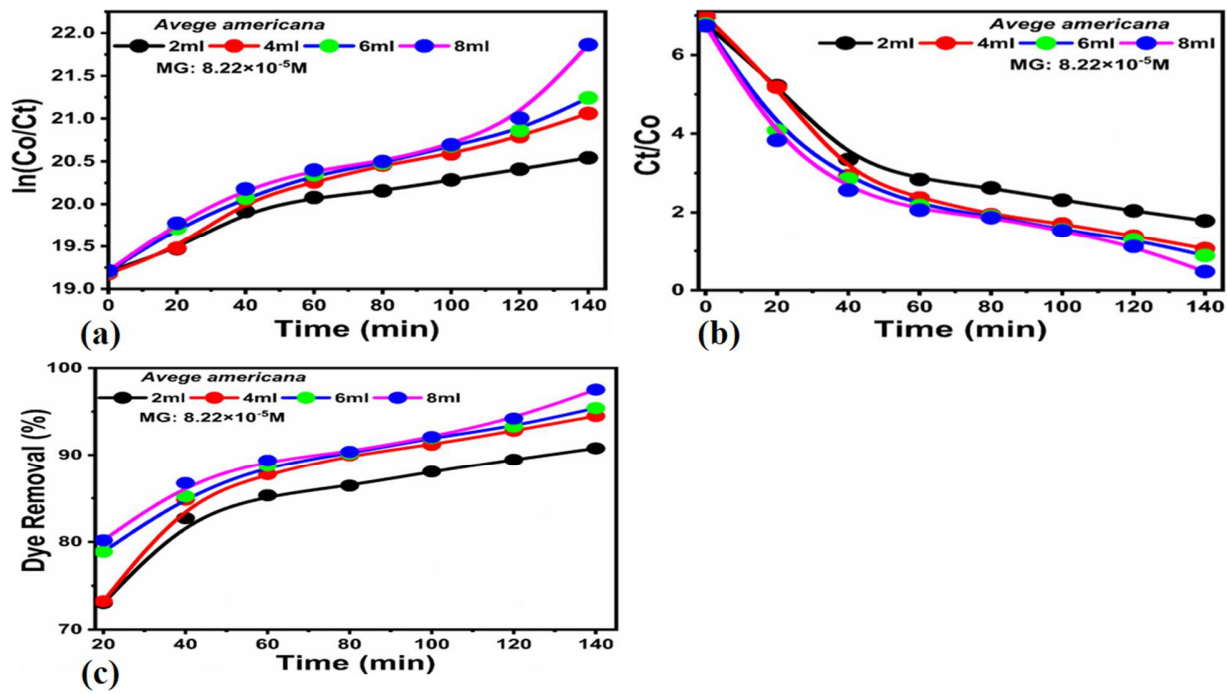 Avege americana
2ml 4ml 6ml 8ml
MG: 8.22×10⁻⁵M
22.0
21.5
21.0
20.5
20.0
19.5
19.0
ln(Co/Ct)
0 20 40 60 80 100 120 140
Time (min)
(a)
Avege americana
2ml 4ml 6ml 8ml
MG: 8.22×10⁻⁵M
6
4
2
0
Ct/Co
0 20 40 60 80 100 120 140
Time (min)
(b)
Avege americana
2ml 4ml 6ml 8ml
MG: 8.22×10⁻⁵M
100
90
80
70
Dye Removal (%)
20 40 60 80 100 120 140
Time (min)
(c)